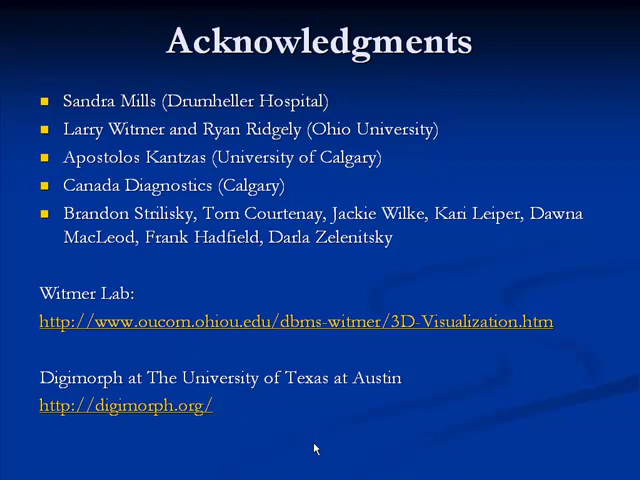 Acknowledgments
Sandra Mills (Drumheller Hospital)
Larry Witmer and Ryan Ridgely (Ohio University)
Apostolos Kantzas (University of Calgary)
Canada Diagnostics (Calgary)
Brandon Strilisky, Tom Courtenay, Jackie Wilke, Kari Leiper, Dawna
MacLeod, Frank Hadfield, Darla Zelenitsky
Witmer Lab:
http://www.oucom.ohiou.edu/dbms-witmer/3D-Visualization.htm
Digimorph at The University of Texas at Austin
http://digimorph.org/